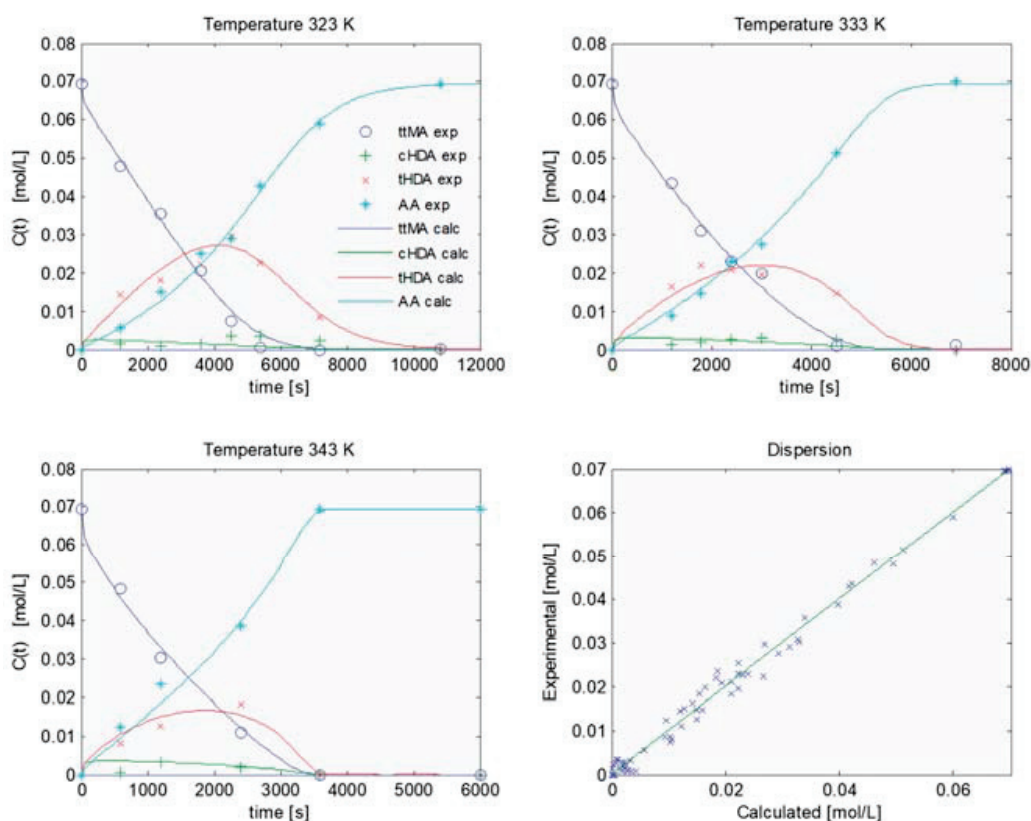 Temperature 323 K
0.08
0.07
0.06
0.05
0.04
0.03
0.02
0.01
0
C(t) [mol/L]
ttMA exp
cHDA exp
tHDA exp
AA exp
ttMA calc
cHDA calc
tHDA calc
AA calc
0 2000 4000 6000 8000 10000 12000
time [s]
Temperature 333 K
0.08
0.07
0.06
0.05
0.04
0.03
0.02
0.01
0
C(t) [mol/L]
0 2000 4000 6000 8000
time [s]
Temperature 343 K
0.08
0.07
0.06
0.05
0.04
0.03
0.02
0.01
0
C(t) [mol/L]
0 1000 2000 3000 4000 5000 6000
time [s]
Dispersion
0.07
0.06
0.05
0.04
0.03
0.02
0.01
0
Experimental [mol/L]
0 0.02 0.04 0.06
Calculated [mol/L]